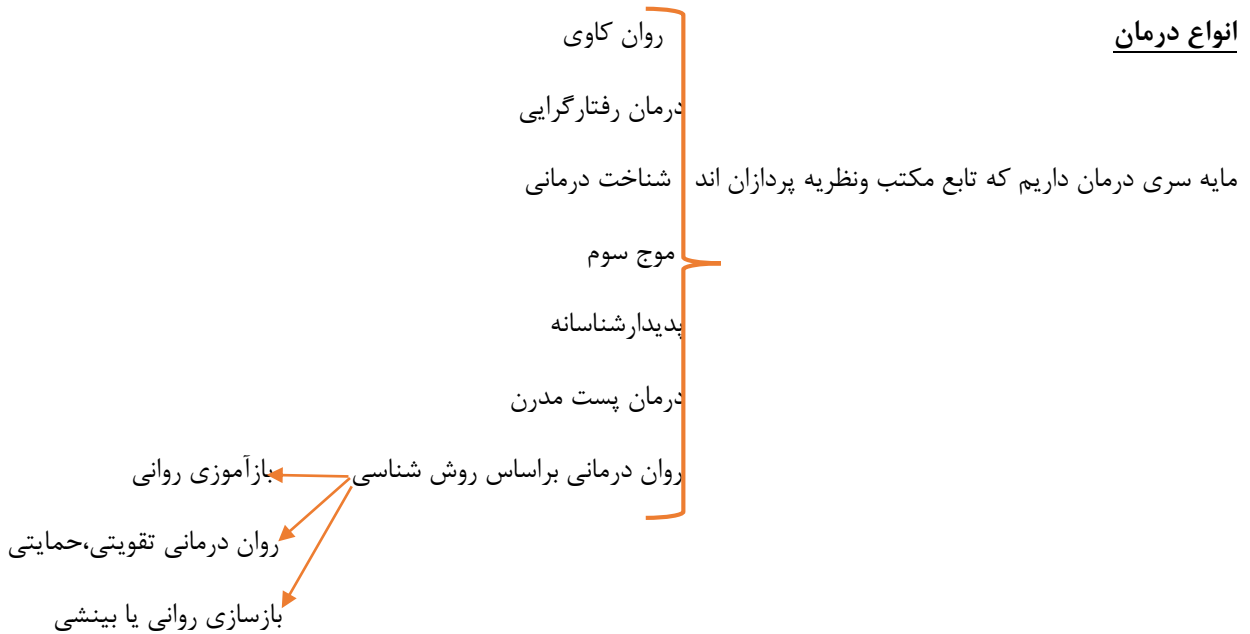 انواع درمان
روان کاوی
درمان رفتارگرایی
مایه سری درمان داریم که تابع مکتب ونظریه پردازان اند
شناخت درمانی
موج سوم
پدیدارشناسانه
درمان پست مدرن
روان درمانی براساس روش شناسی
بازآموزی روانی
روان درمانی تقویتی،حمایتی
بازسازی روانی یا بینشی